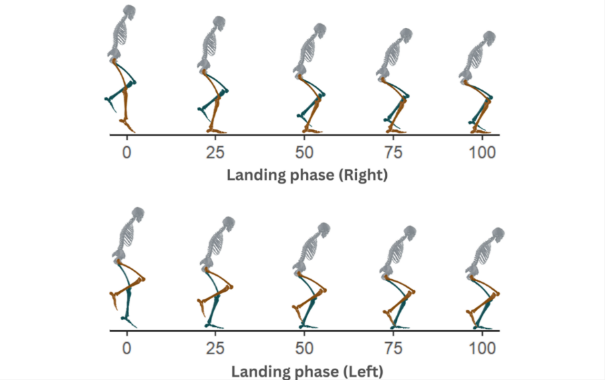 0 25 50 75 100
Landing phase (Right)
0 25 50 75 100
Landing phase (Left)